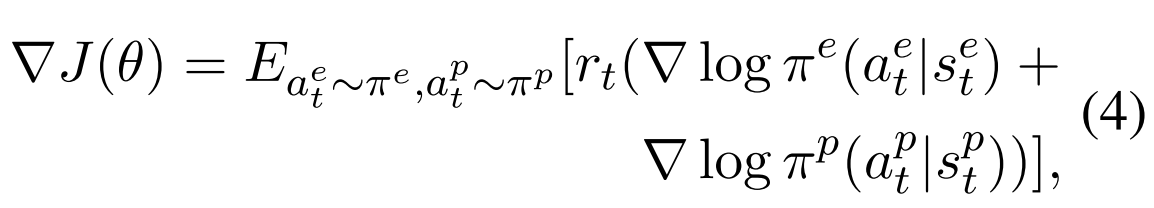 ∇J(θ) = E_{a_t^e∼π^e,a_t^p∼π^p}[r_t(∇ log π^e(a_t^e|s_t^e) +
∇ log π^p(a_t^p|s_t^p))], (4)